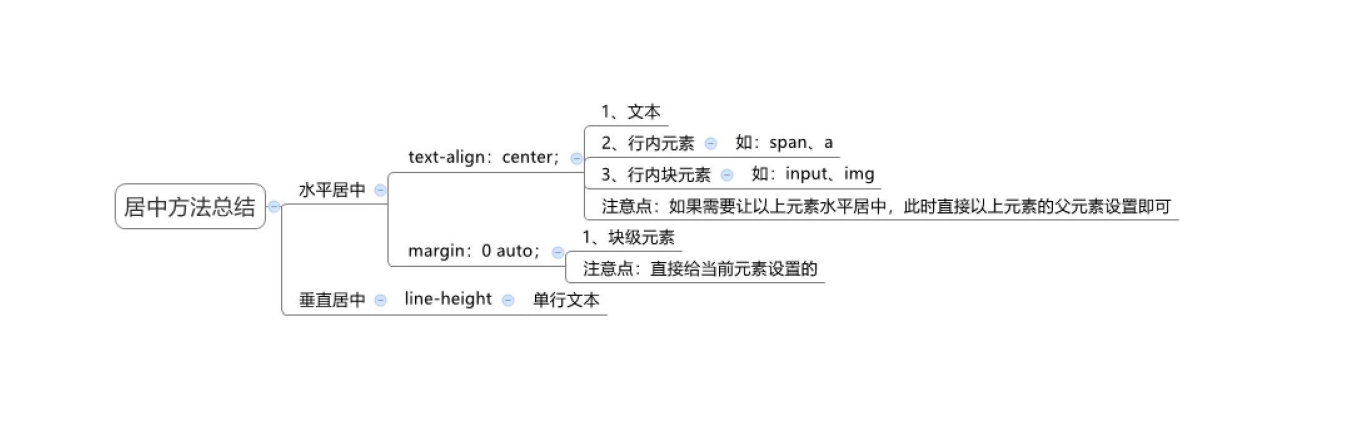 居中方法总结
水平居中
text-align：center；
1、文本
2、行内元素 如：span、a
3、行内块元素 如：input、img
注意点：如果需要让以上元素水平居中，此时直接以上元素的父元素设置即可
margin：0 auto；
1、块级元素
注意点：直接给当前元素设置的
垂直居中 line-height 单行文本